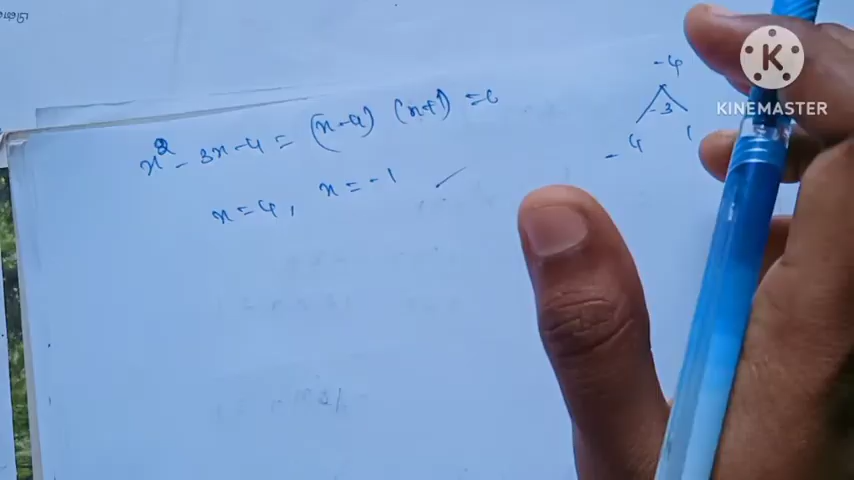 x² - 3x - 4 = (x-4) (x+1) = 0
x = 4, x = -1 ✓
-4
-3
-4 1
KINEMASTER